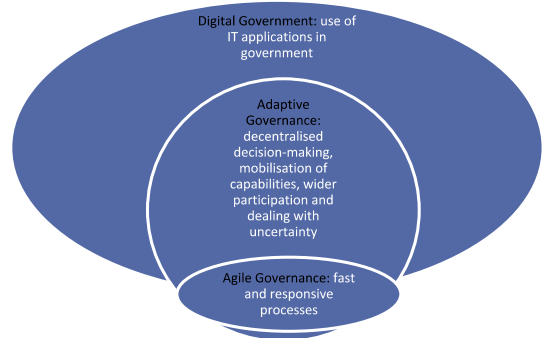 Digital Government: use of
IT applications in
government
Adaptive
Governance:
decentralised
decision-making,
mobilisation of
capabilities, wider
participation and
dealing with
uncertainty
Agile Governance: fast
and responsive
processes